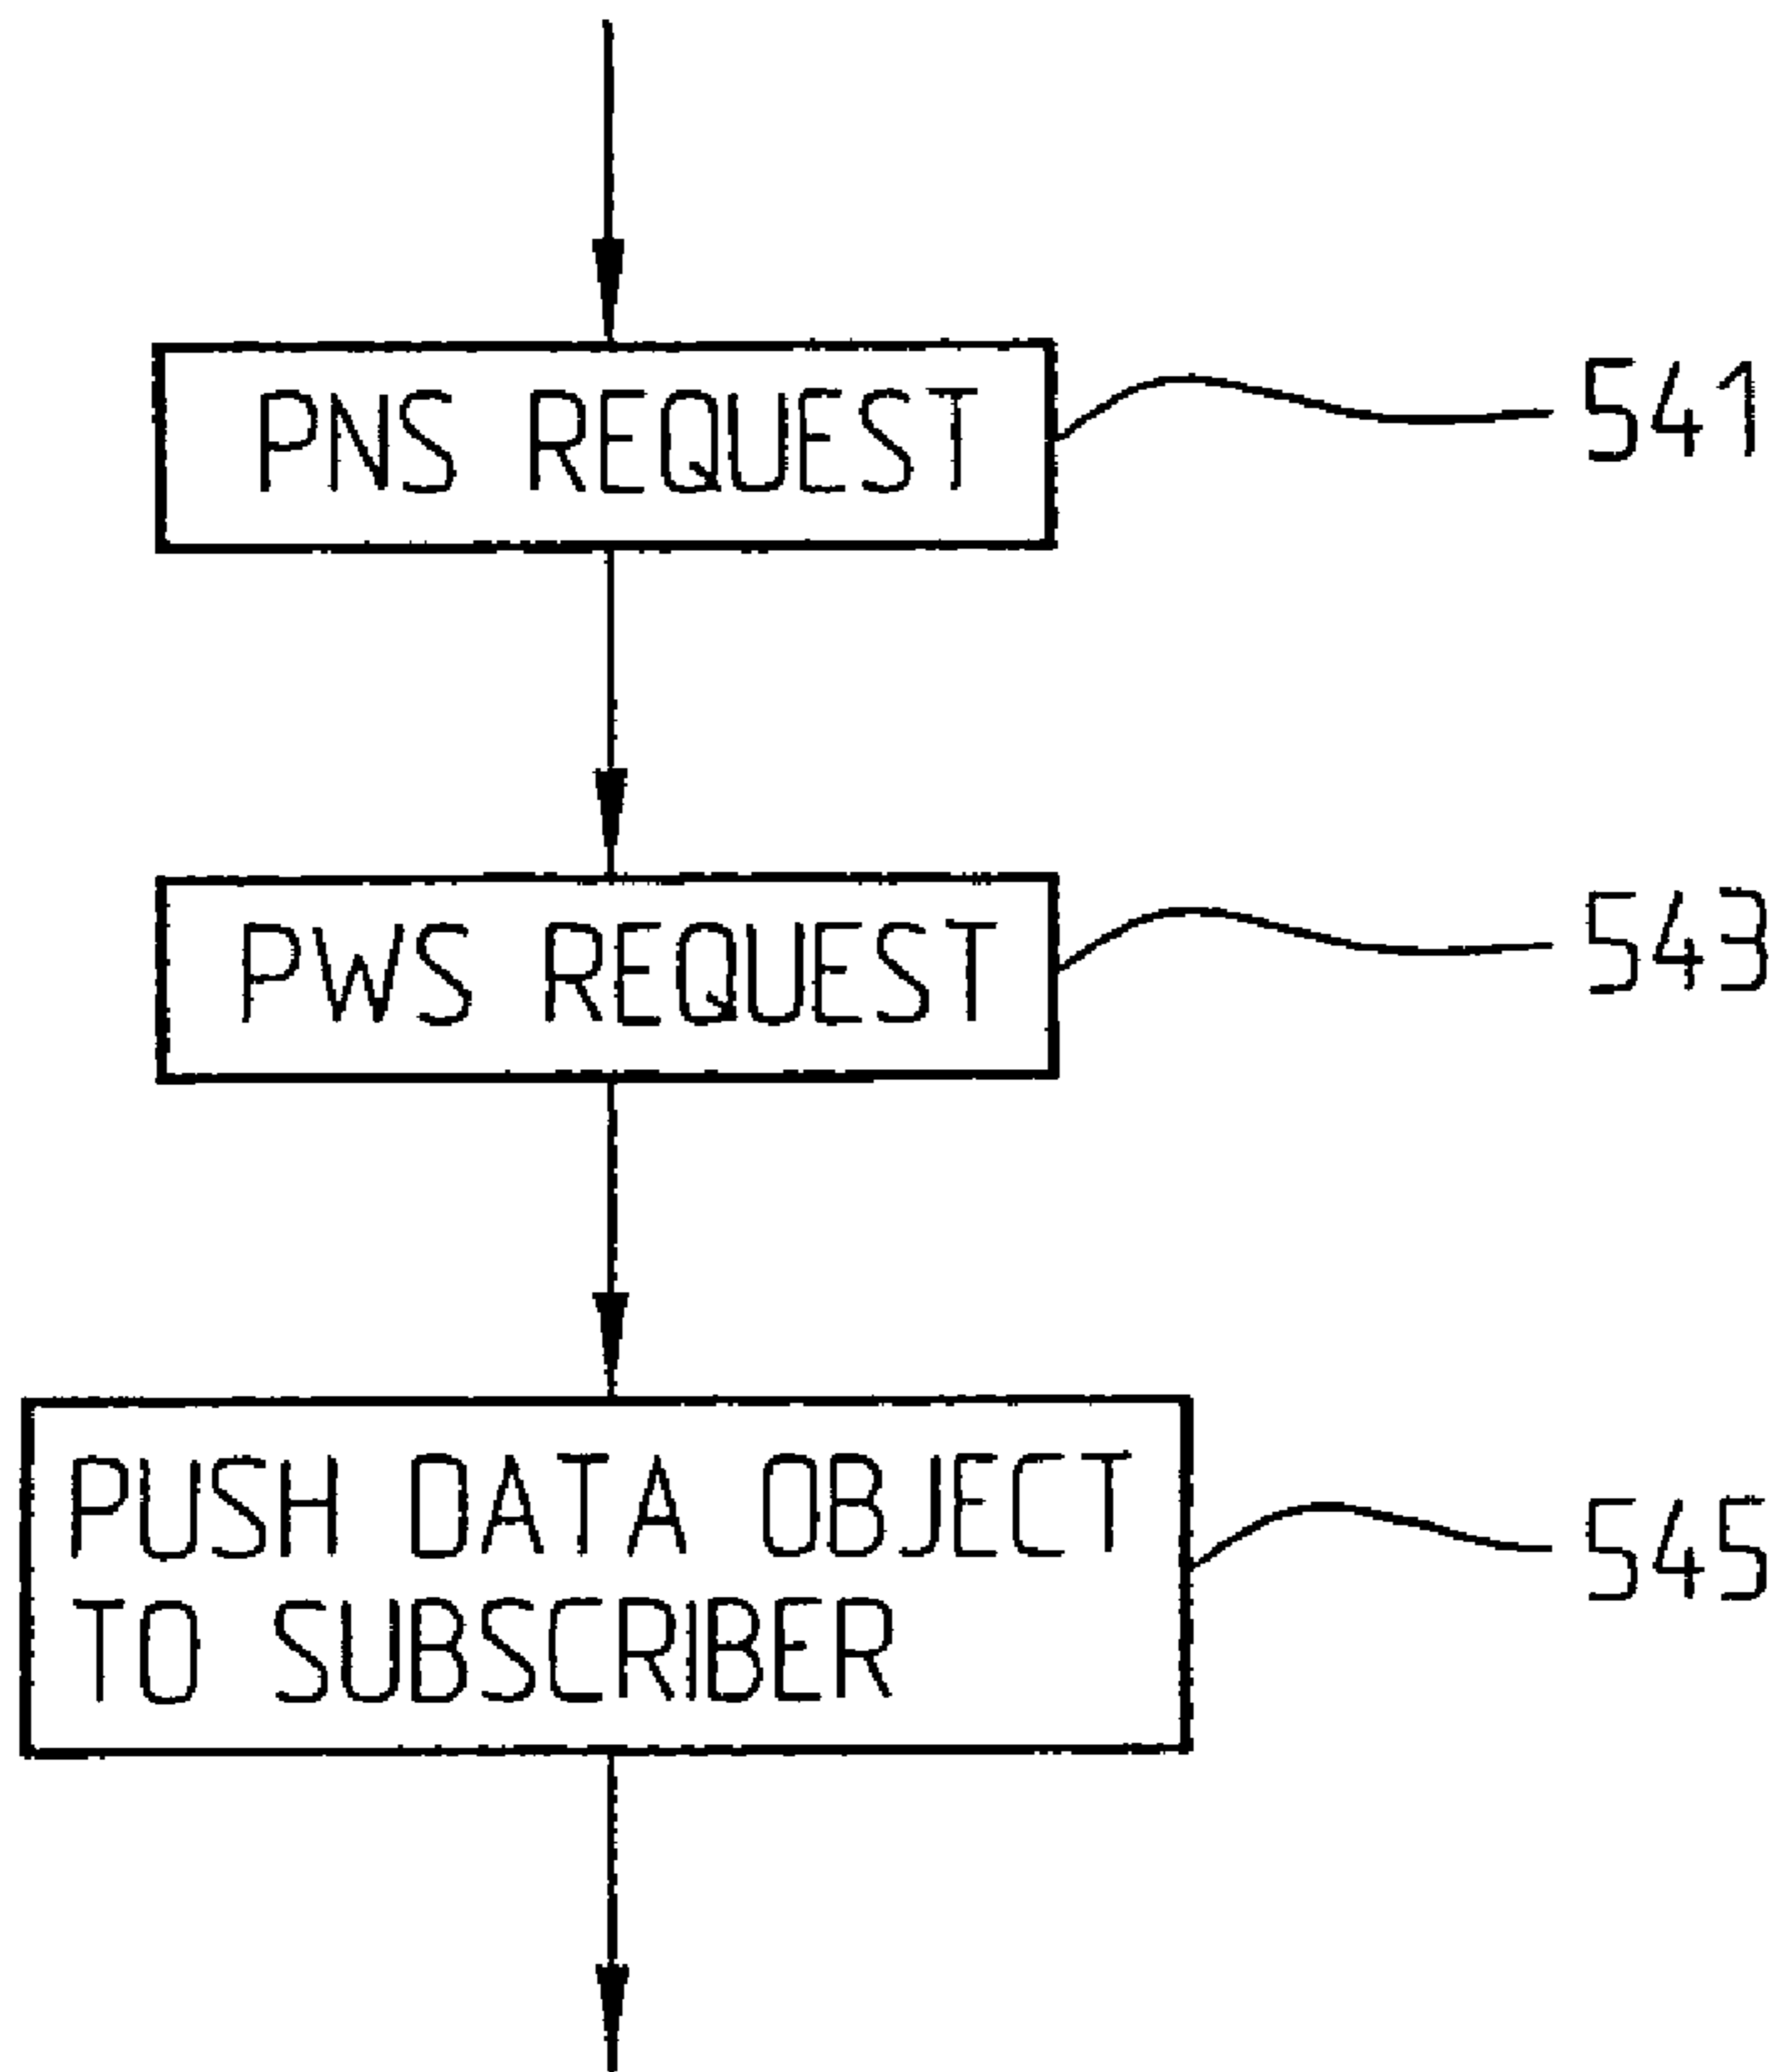 PNS REQUEST
541
PWS REQUEST
543
PUSH DATA OBJECT
TO SUBSCRIBER
545